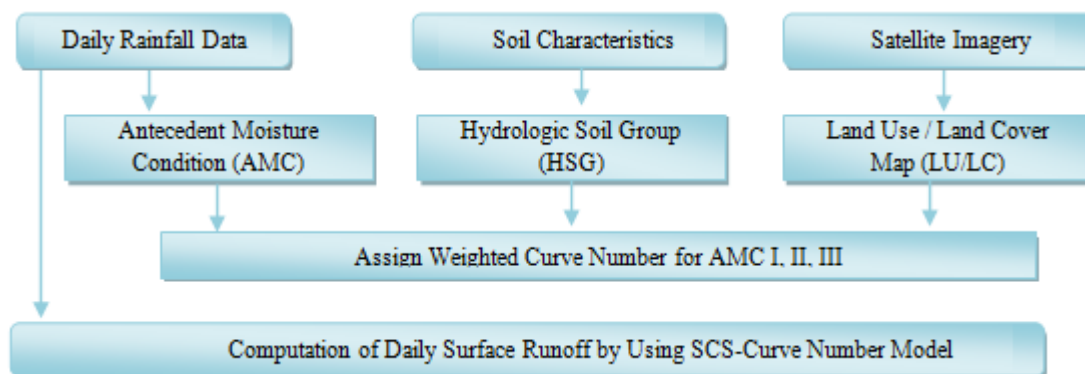 Daily Rainfall Data
Soil Characteristics
Satellite Imagery
Antecedent Moisture
Condition (AMC)
Hydrologic Soil Group
(HSG)
Land Use / Land Cover
Map (LU/LC)
Assign Weighted Curve Number for AMC I, II, III
Computation of Daily Surface Runoff by Using SCS-Curve Number Model